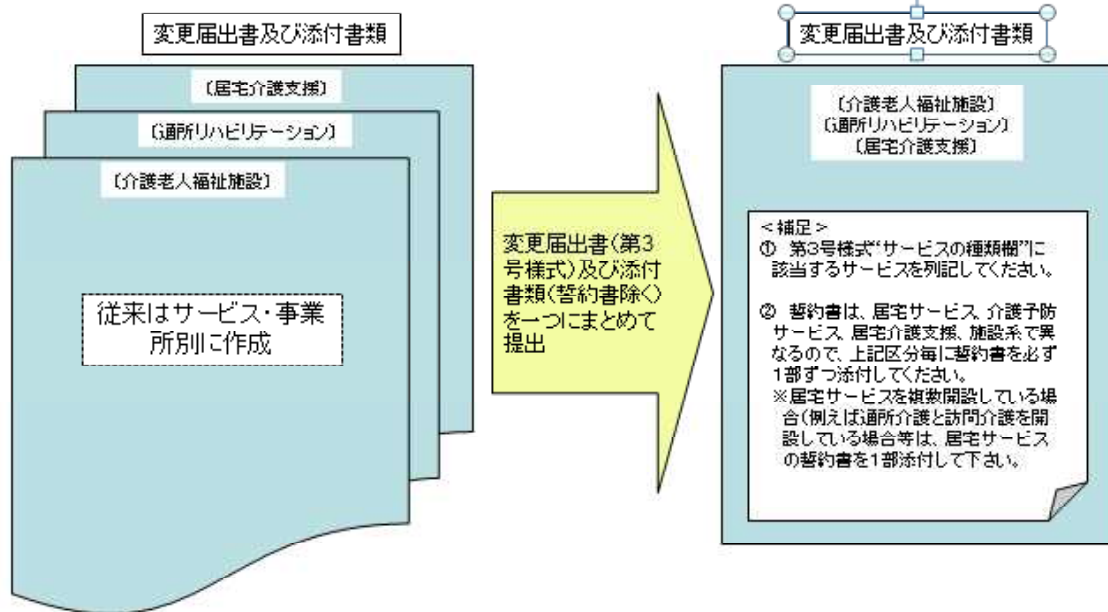 変更届出書及び添付書類
〔居宅介護支援〕
〔通所リハビリテーション〕
〔介護老人福祉施設〕
従来はサービス・事業
所別に作成
変更届出書(第3
号様式)及び添付
書類(誓約書除く)
を一つにまとめて
提出
変更届出書及び添付書類
〔介護老人福祉施設〕
〔通所リハビリテーション〕
〔居宅介護支援〕
<補足>
① 第3号様式“サービスの種類欄”に
該当するサービスを列記してください。
② 誓約書は、居宅サービス、介護予防
サービス、居宅介護支援、施設系で異
なるので、上記区分毎に誓約書を必ず
1部ずつ添付してください。
※居宅サービスを複数開設している場
合(例えば通所介護と訪問介護を開
設している場合等は、居宅サービス
の誓約書を1部添付して下さい。